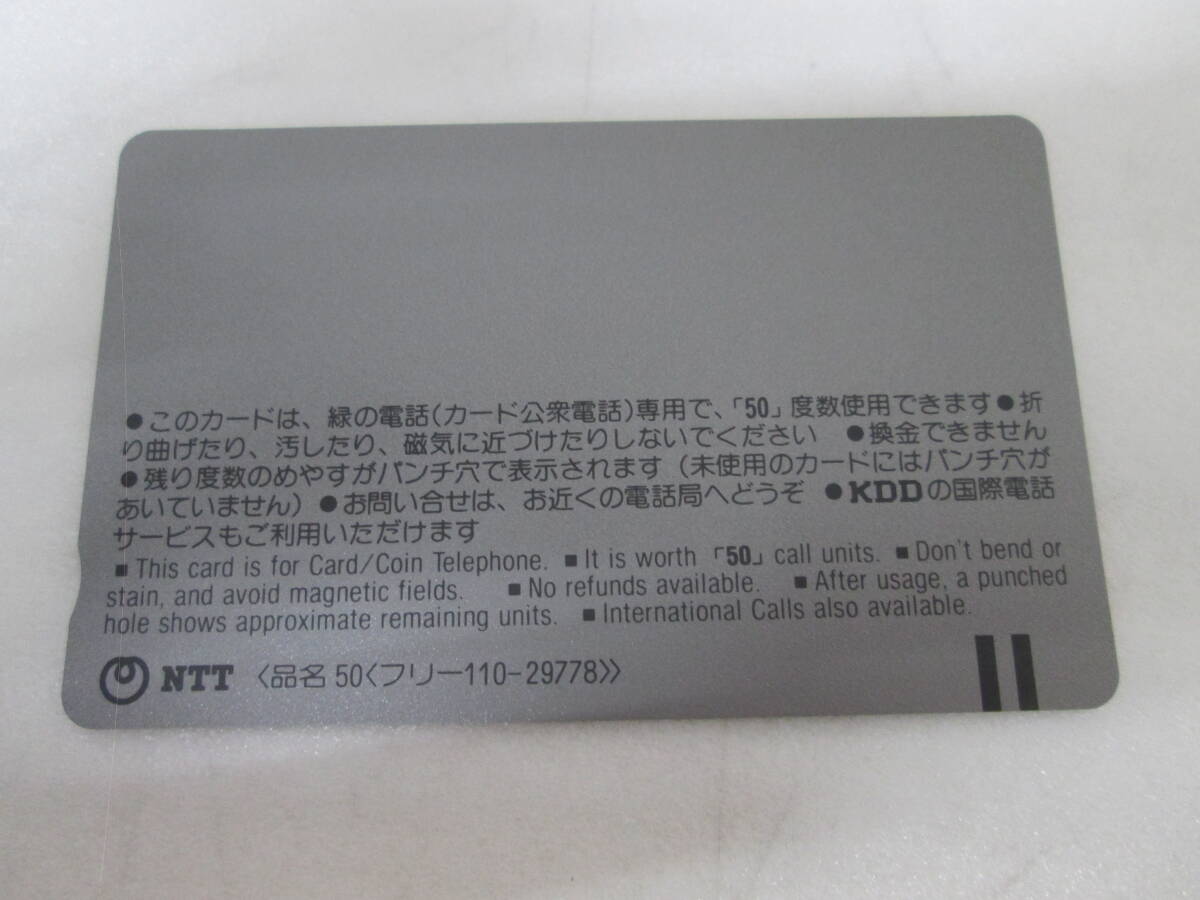 ●このカードは、緑の電話(カード公衆電話)専用で、「50」度数使用できます●折
り曲げたり、汚したり、磁気に近づけたりしないでください ●換金できません
●残り度数のめやすがパンチ穴で表示されます(未使用のカードにはパンチ穴が
あいていません)●お問い合せは、お近くの電話局へどうぞ ●KDDの国際電話
サービスもご利用いただけます
■This card is for Card/Coin Telephone. ■It is worth「50」call units. ■Don't bend or
stain, and avoid magnetic fields. ■No refunds available. ■After usage, a punched
hole shows approximate remaining units. ■International Calls also available.
NTT 〈品名50〈フリー110-29778〉〉